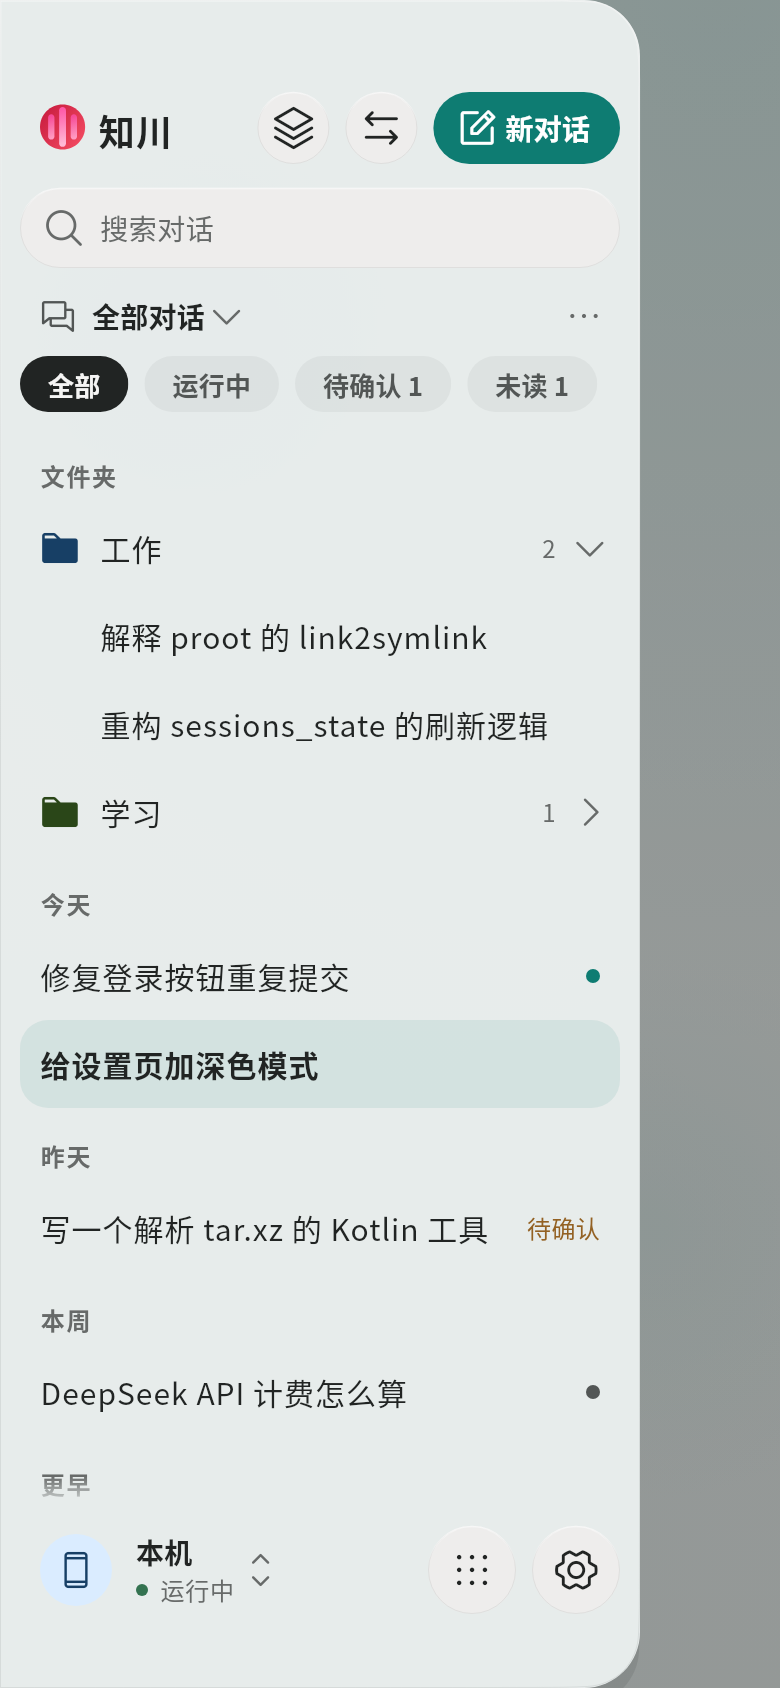 知川
新对话
搜索对话
全部对话
全部 运行中 待确认 1 未读 1
文件夹
工作 2
解释 proot 的 link2symlink
重构 sessions_state 的刷新逻辑
学习 1
今天
修复登录按钮重复提交
给设置页加深色模式
昨天
写一个解析 tar.xz 的 Kotlin 工具 待确认
本周
DeepSeek API 计费怎么算
更早
本机
运行中